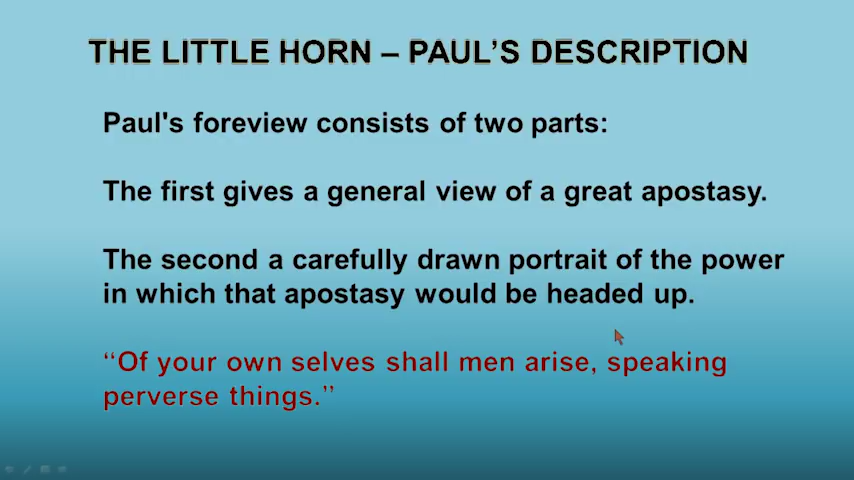 THE LITTLE HORN – PAUL’S DESCRIPTION
Paul's foreview consists of two parts:
The first gives a general view of a great apostasy.
The second a carefully drawn portrait of the power
in which that apostasy would be headed up.
‘‘Of your own selves shall men arise, speaking
perverse things.’’